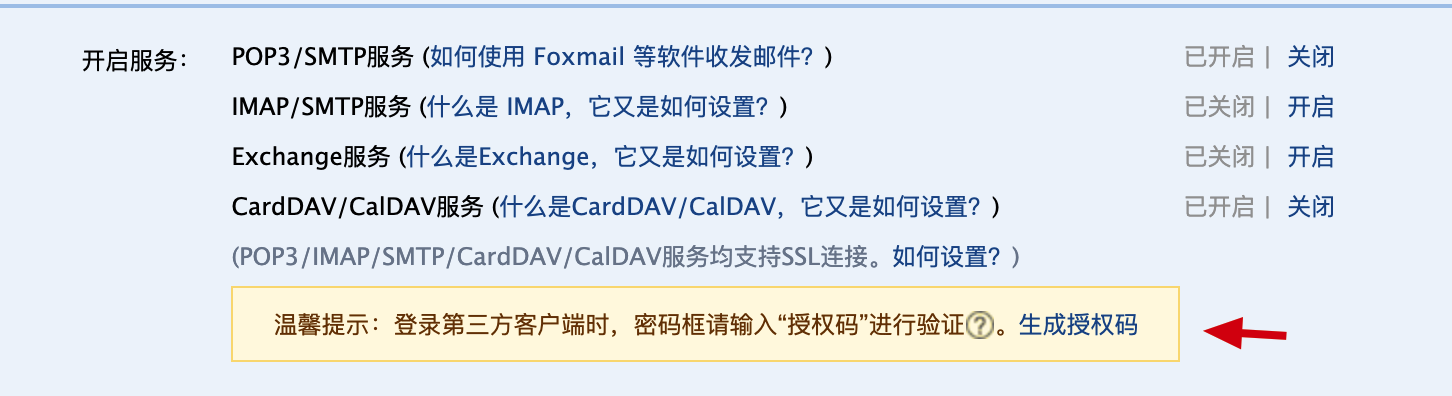 开启服务： POP3/SMTP服务 (如何使用 Foxmail 等软件收发邮件？) 已开启 | 关闭
IMAP/SMTP服务 (什么是 IMAP，它又是如何设置？) 已关闭 | 开启
Exchange服务 (什么是Exchange，它又是如何设置？) 已关闭 | 开启
CardDAV/CalDAV服务 (什么是CardDAV/CalDAV，它又是如何设置？) 已开启 | 关闭
(POP3/IMAP/SMTP/CardDAV/CalDAV服务均支持SSL连接。如何设置？)
温馨提示：登录第三方客户端时，密码框请输入“授权码”进行验证?。生成授权码